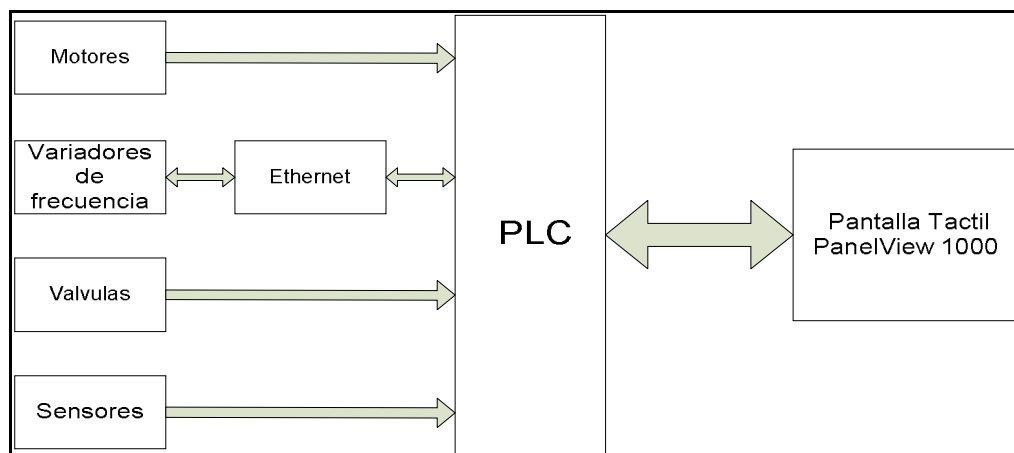 Motores
Variadores
de
frecuencia
Ethernet
Valvulas
Sensores
PLC
Pantalla Tactil
PanelView 1000